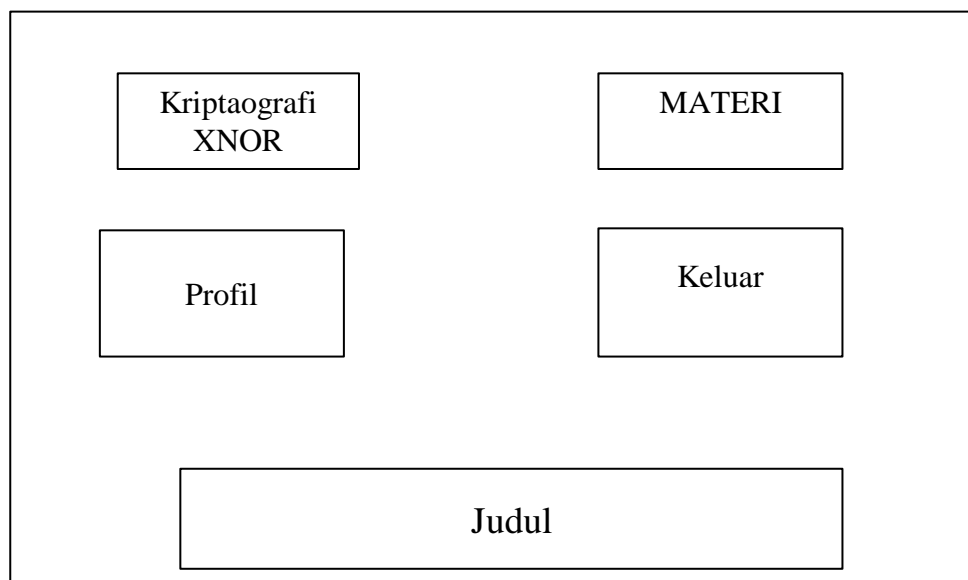 Kriptaografi
XNOR
MATERI
Profil
Keluar
Judul